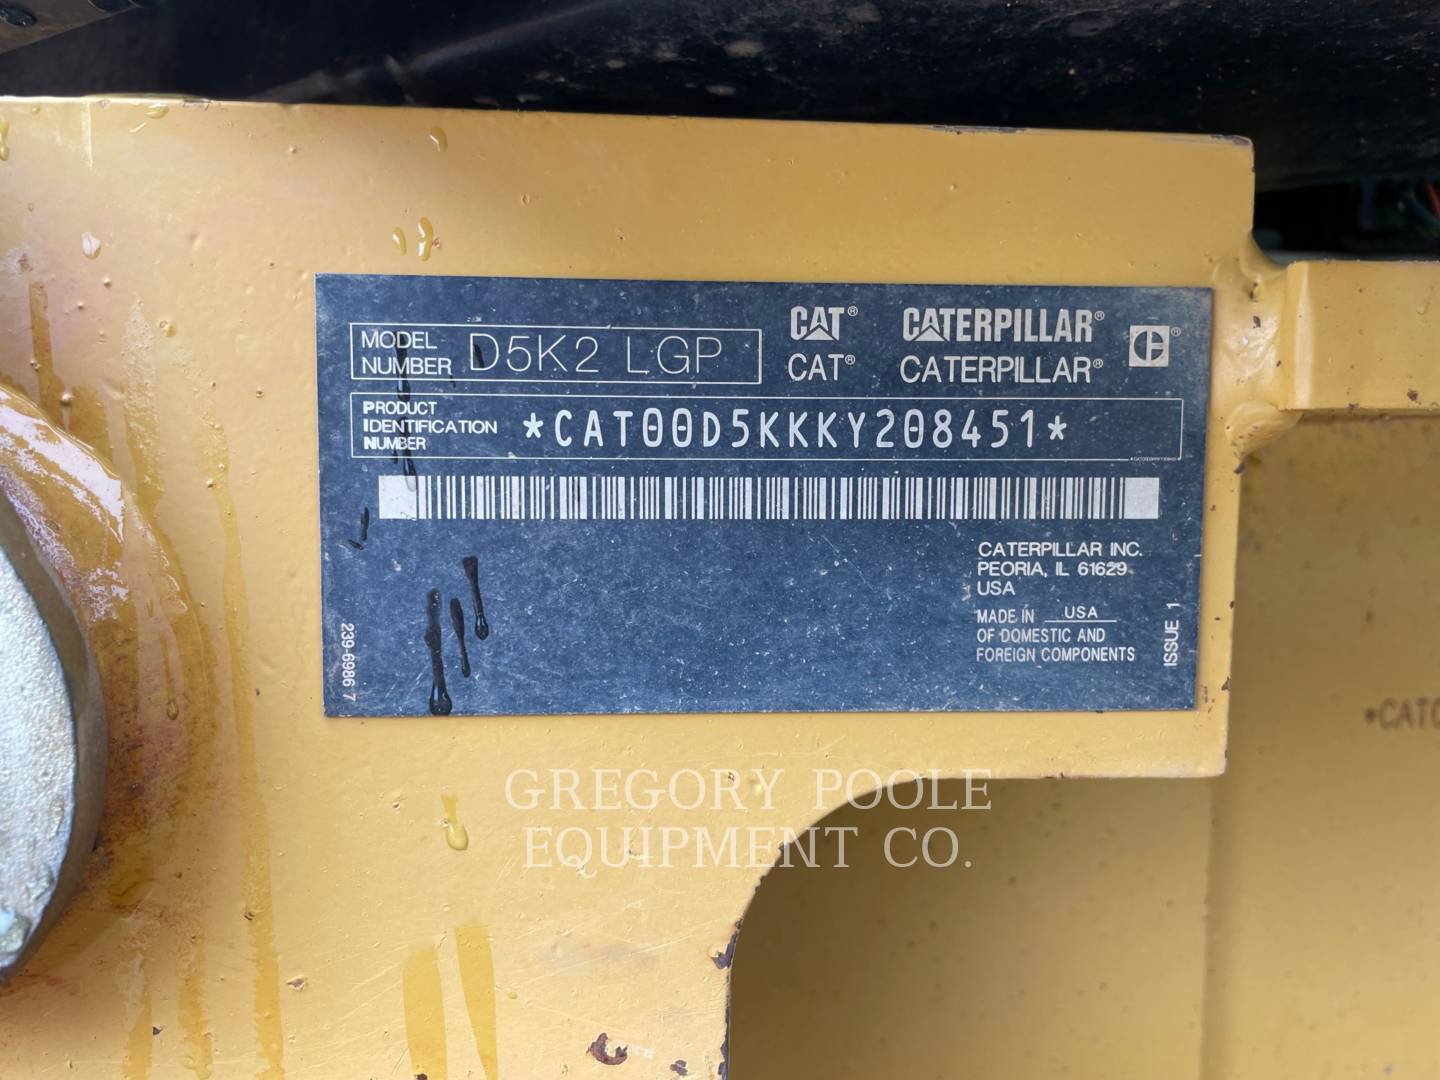 MODEL
NUMBER D5K2 LGP
CAT® CATERPILLAR® ®
CAT® CATERPILLAR®
PRODUCT
IDENTIFICATION
NUMBER
*CAT00D5KKKY208451*
CATERPILLAR INC.
PEORIA, IL 61629
USA
MADE IN USA
OF DOMESTIC AND
FOREIGN COMPONENTS
ISSUE 1
239-6986 7
*CAT0
GREGORY POOLE
EQUIPMENT CO.